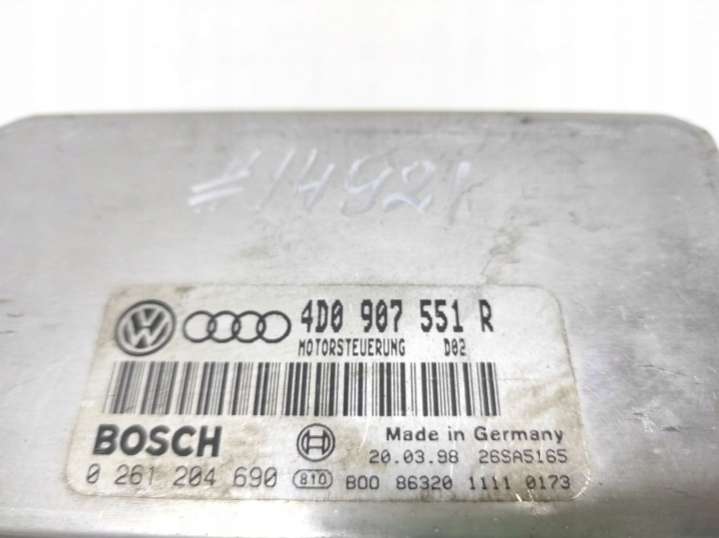 #14921
4D0 907 551 R
MOTORSTEUERUNG D02
BOSCH
Made in Germany
20.03.98 26SA5165
0 261 204 690 810 B00 86320 1111 0173